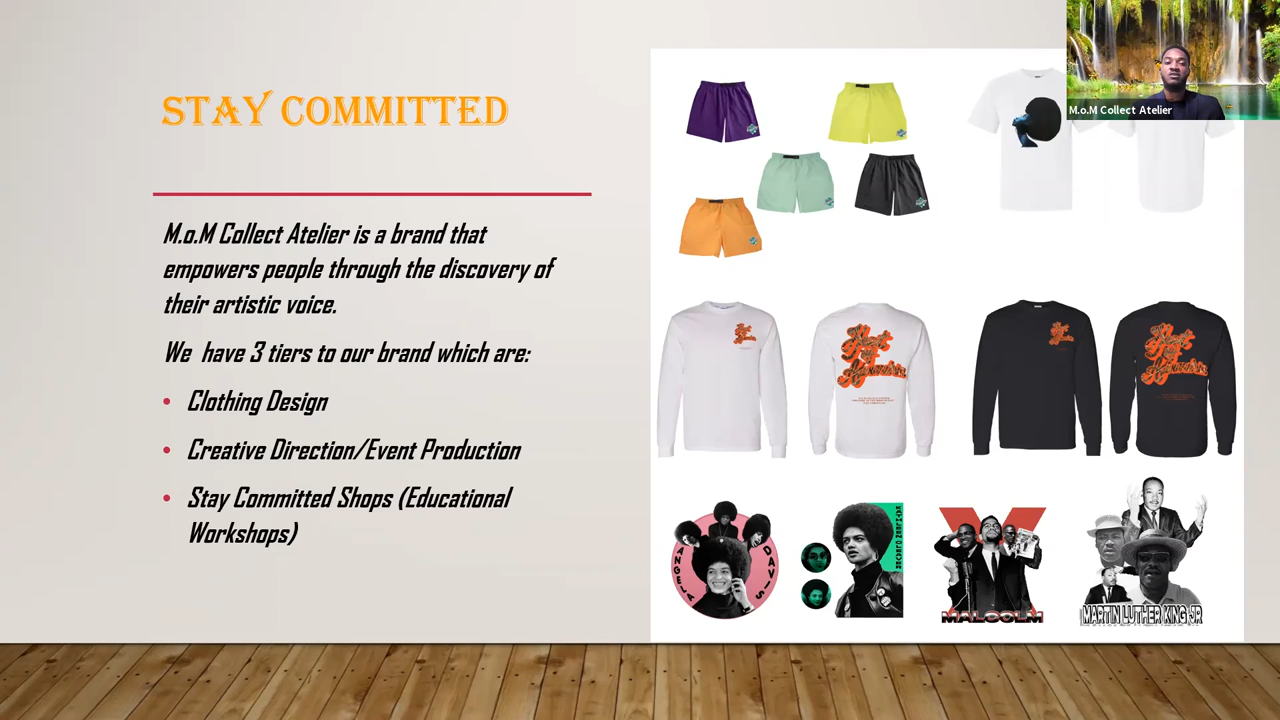 STAY COMMITTED
M.o.M Collect Atelier
M.o.M Collect Atelier is a brand that
empowers people through the discovery of
their artistic voice.
We have 3 tiers to our brand which are:
• Clothing Design
• Creative Direction/Event Production
• Stay Committed Shops (Educational
Workshops)
ANGELA DAVIS
MALCOLM
X
MARTIN LUTHER KING JR